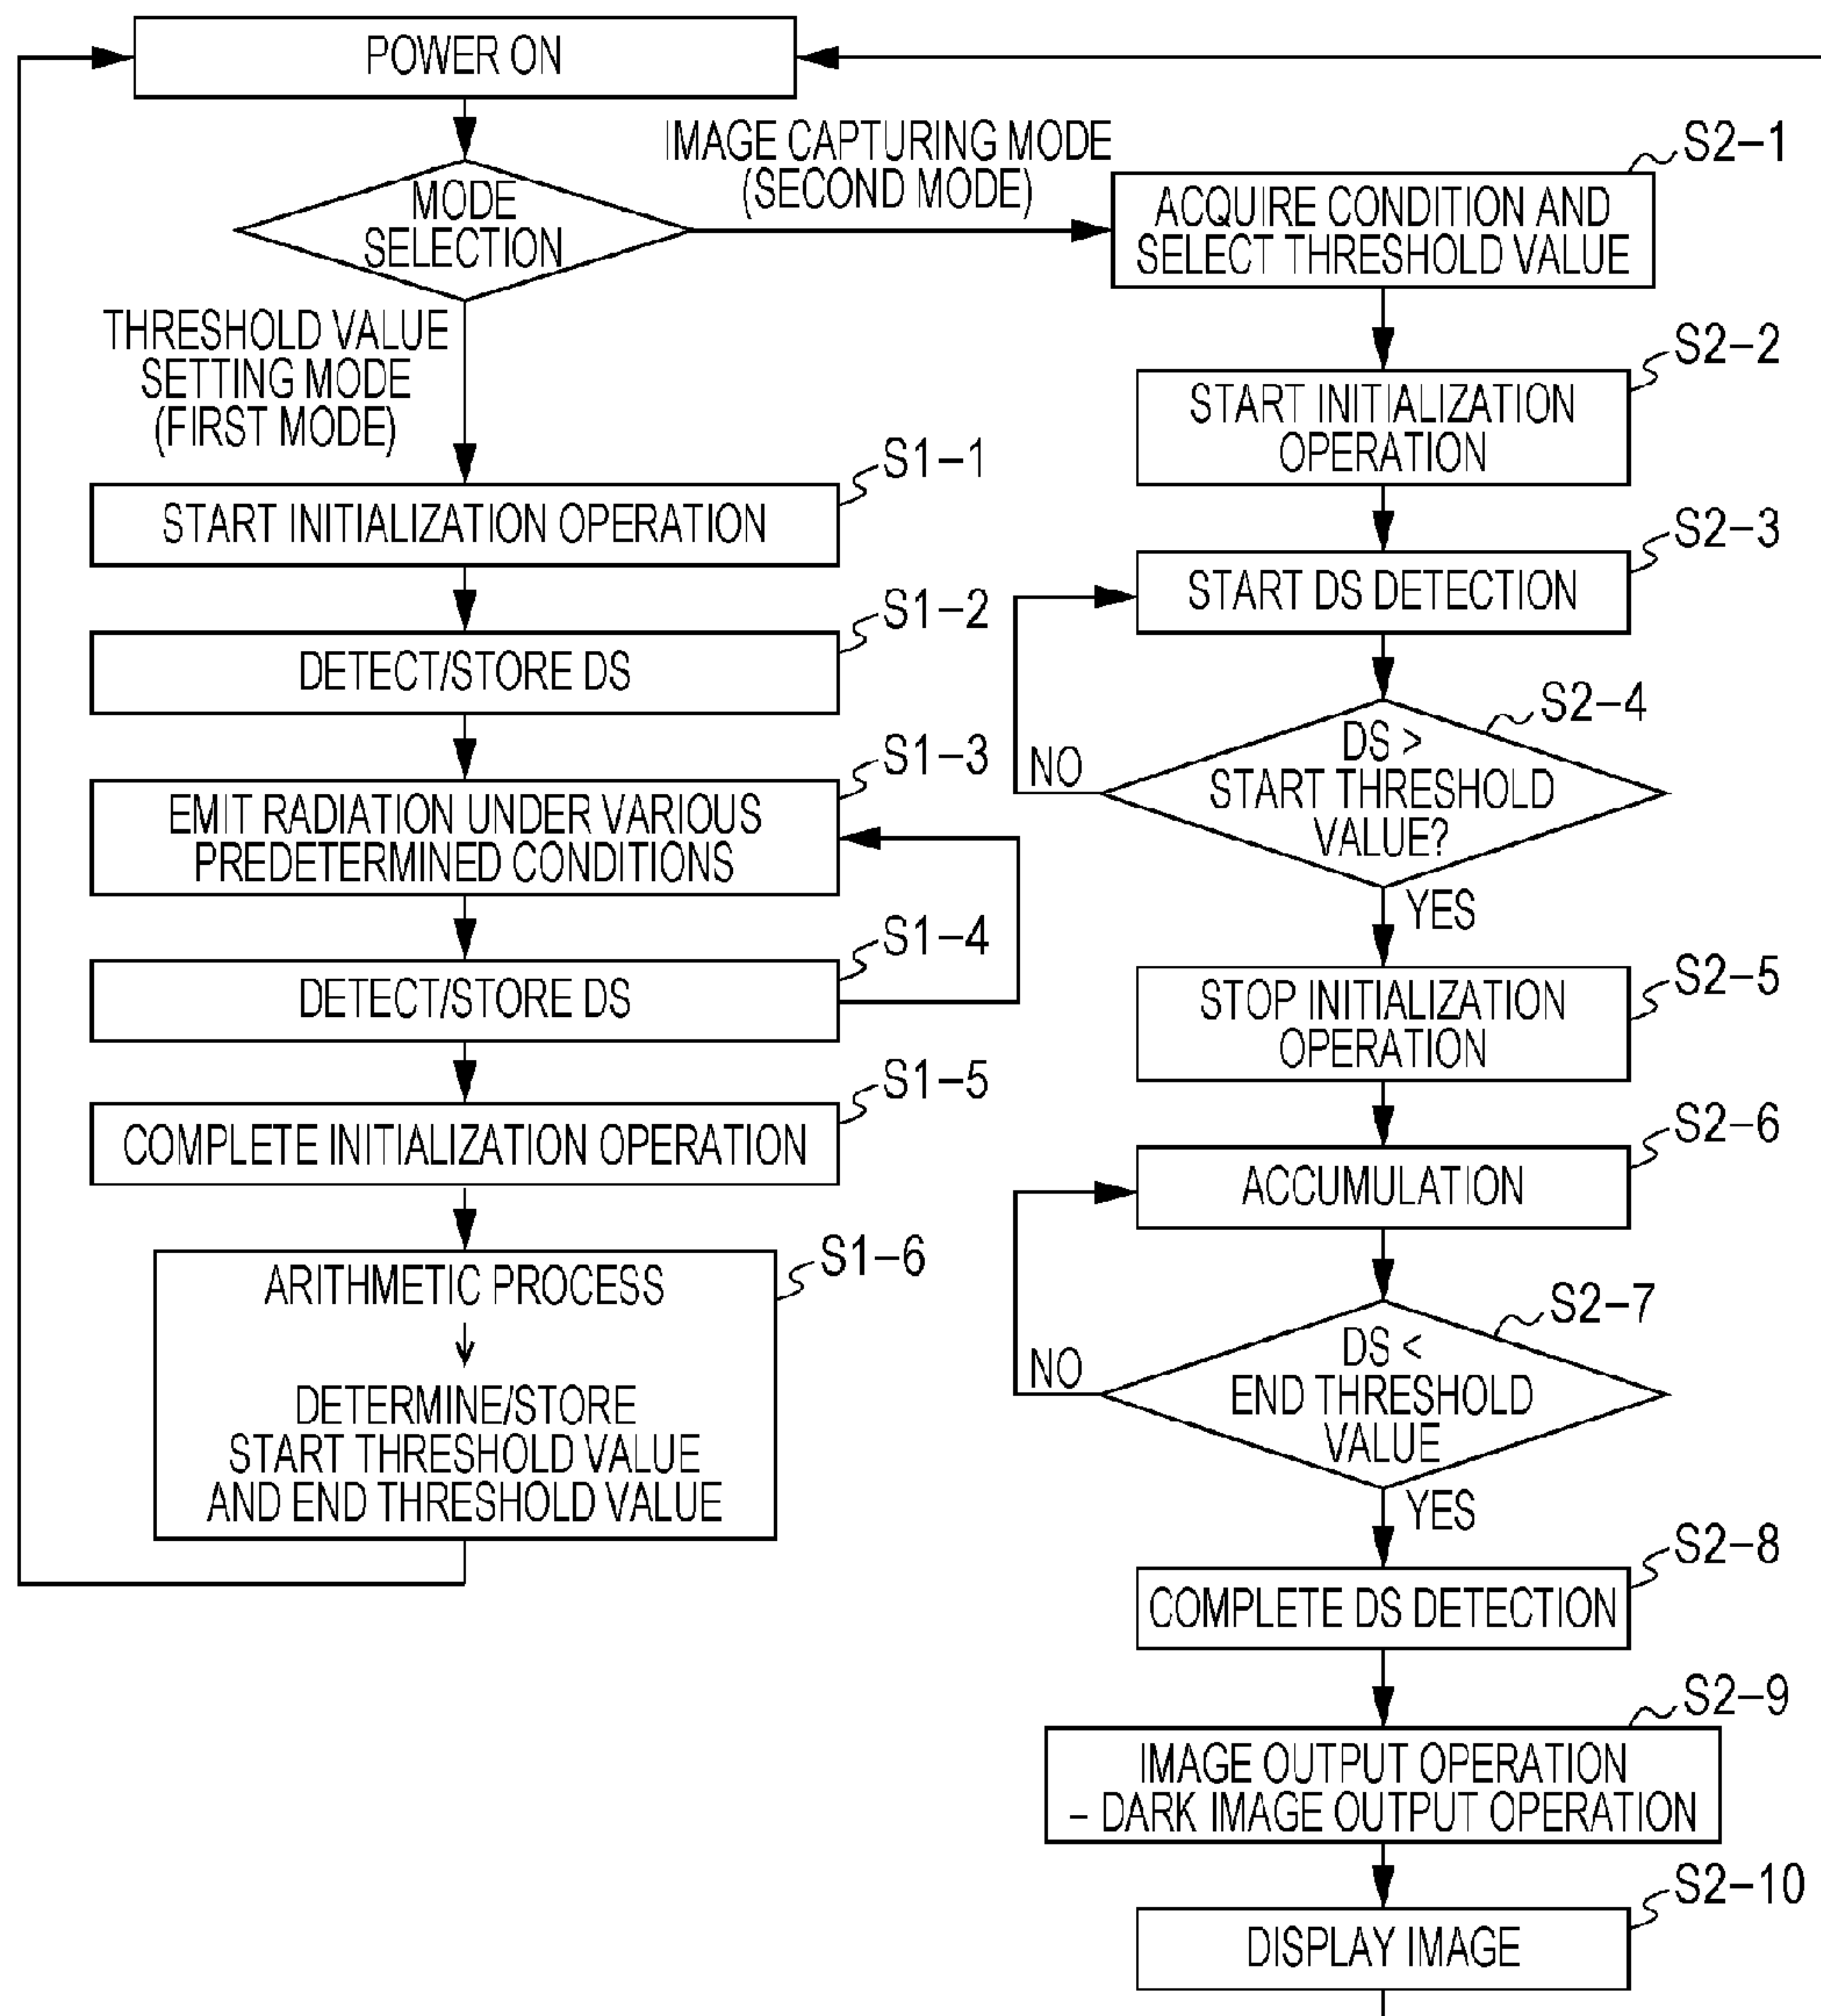 POWER ON
MODE
SELECTION
IMAGE CAPTURING MODE
(SECOND MODE)
THRESHOLD VALUE
SETTING MODE
(FIRST MODE)
S1-1
START INITIALIZATION OPERATION
S1-2
DETECT/STORE DS
S1-3
EMIT RADIATION UNDER VARIOUS
PREDETERMINED CONDITIONS
S1-4
DETECT/STORE DS
S1-5
COMPLETE INITIALIZATION OPERATION
S1-6
ARITHMETIC PROCESS
↓
DETERMINE/STORE
START THRESHOLD VALUE
AND END THRESHOLD VALUE
S2-1
ACQUIRE CONDITION AND
SELECT THRESHOLD VALUE
S2-2
START INITIALIZATION
OPERATION
S2-3
START DS DETECTION
S2-4
DS >
START THRESHOLD
VALUE?
NO
YES
S2-5
STOP INITIALIZATION
OPERATION
S2-6
ACCUMULATION
S2-7
DS <
END THRESHOLD
VALUE
NO
YES
S2-8
COMPLETE DS DETECTION
S2-9
IMAGE OUTPUT OPERATION
– DARK IMAGE OUTPUT OPERATION
S2-10
DISPLAY IMAGE